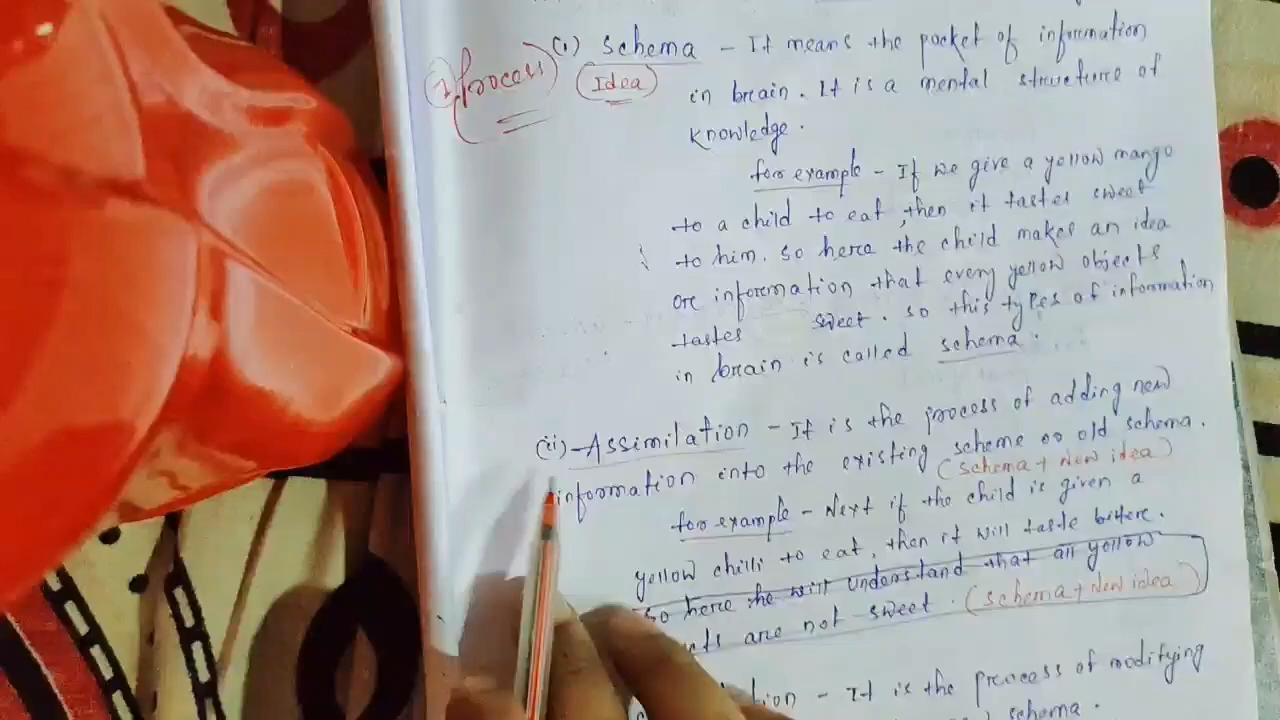 ② Process (i) Schema - It means the pocket of information
(Idea) in brain. It is a mental structure of
knowledge.
for example - If we give a yellow mango
to a child to eat, then it tastes sweet
to him. so here the child makes an idea
or information that every yellow objects
tastes sweet. so this types of information
in brain is called schema.
(ii) Assimilation - It is the process of adding new
information into the existing scheme or old schema.
(schema + New idea)
for example - Next if the child is given a
yellow chilli to eat, then it will taste bittere.
so here he will understand that all yellow
are not sweet. (schema + New idea)
- It is the process of modifying
schema.